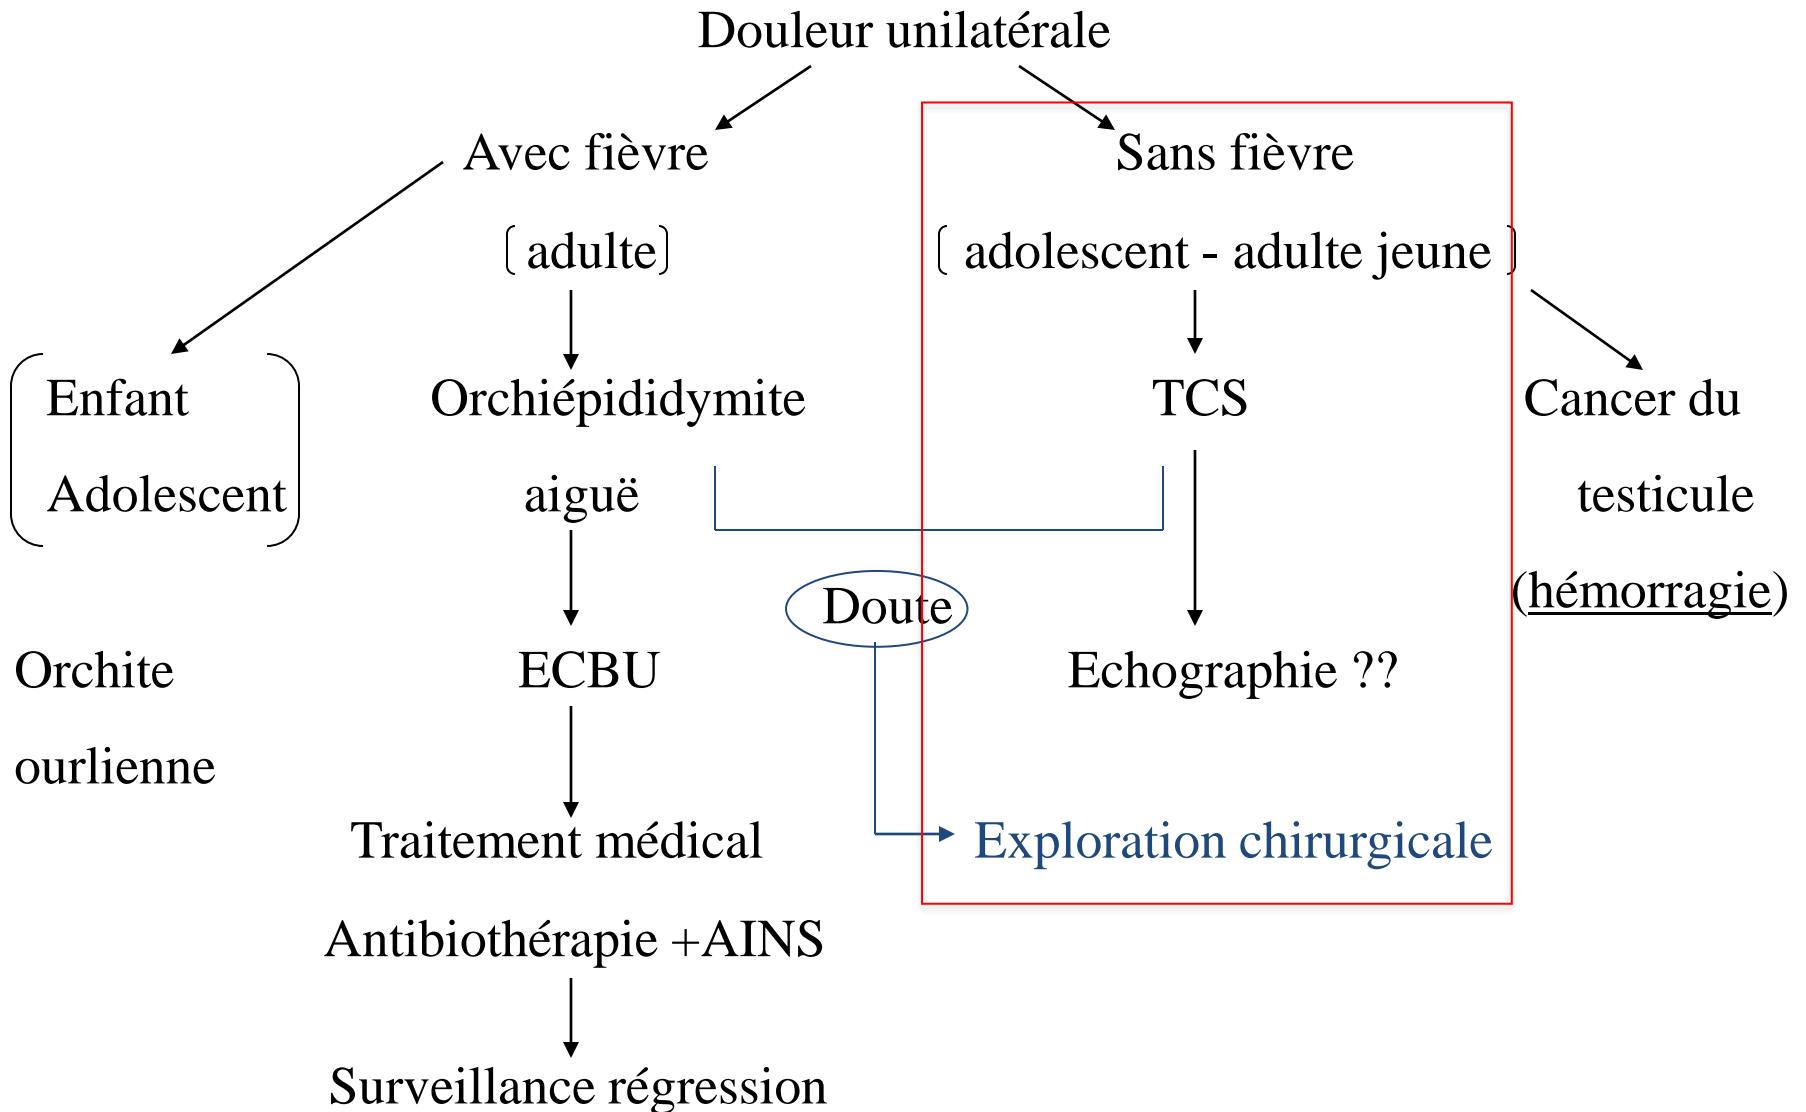 Douleur unilatérale
Avec fièvre
Sans fièvre
adulte
adolescent - adulte jeune
Enfant
Adolescent
Orchiépididymite
aiguë
TCS
Cancer du
testicule
(hémorragie)
Doute
Orchite
ourlienne
ECBU
Echographie ??
Traitement médical
Exploration chirurgicale
Antibiothérapie +AINS
Surveillance régression